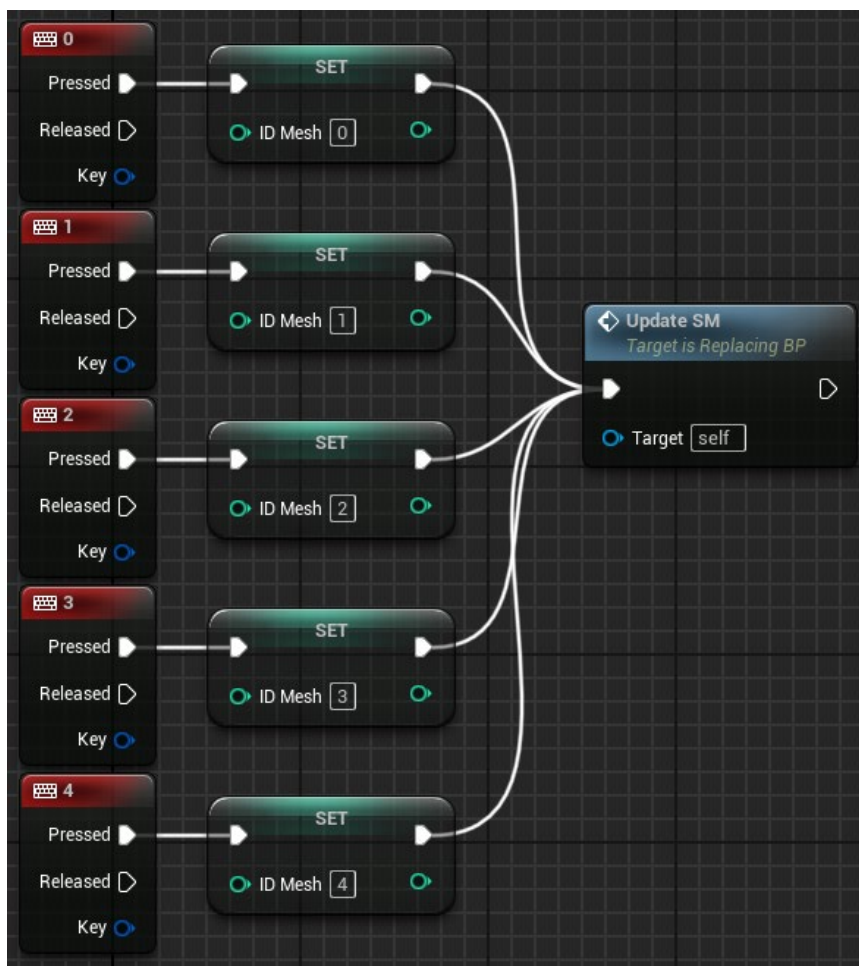 0
Pressed
Released
Key
SET
ID Mesh 0
1
Pressed
Released
Key
SET
ID Mesh 1
2
Pressed
Released
Key
SET
ID Mesh 2
3
Pressed
Released
Key
SET
ID Mesh 3
4
Pressed
Released
Key
SET
ID Mesh 4
Update SM
Target is Replacing BP
Target self